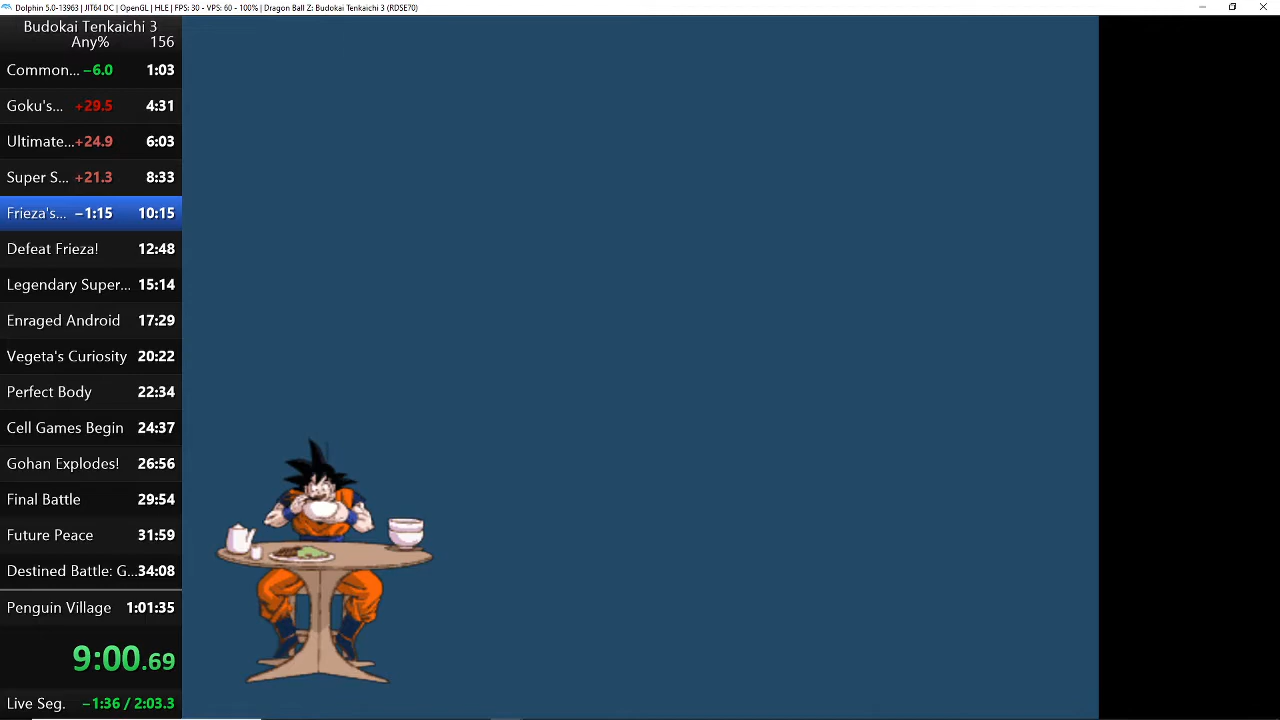 Dolphin 5.0-13963 | JIT64 DC | OpenGL | HLE | FPS: 30 - VPS: 60 - 100% | Dragon Ball Z: Budokai Tenkaichi 3 (RDSE70)
Budokai Tenkaichi 3
Any% 156
Common... −6.0 1:03
Goku's... +29.5 4:31
Ultimate... +24.9 6:03
Super S... +21.3 8:33
Frieza's... −1:15 10:15
Defeat Frieza! 12:48
Legendary Super... 15:14
Enraged Android 17:29
Vegeta's Curiosity 20:22
Perfect Body 22:34
Cell Games Begin 24:37
Gohan Explodes! 26:56
Final Battle 29:54
Future Peace 31:59
Destined Battle: G... 34:08
Penguin Village 1:01:35
9:00.69
Live Seg. −1:36 / 2:03.3